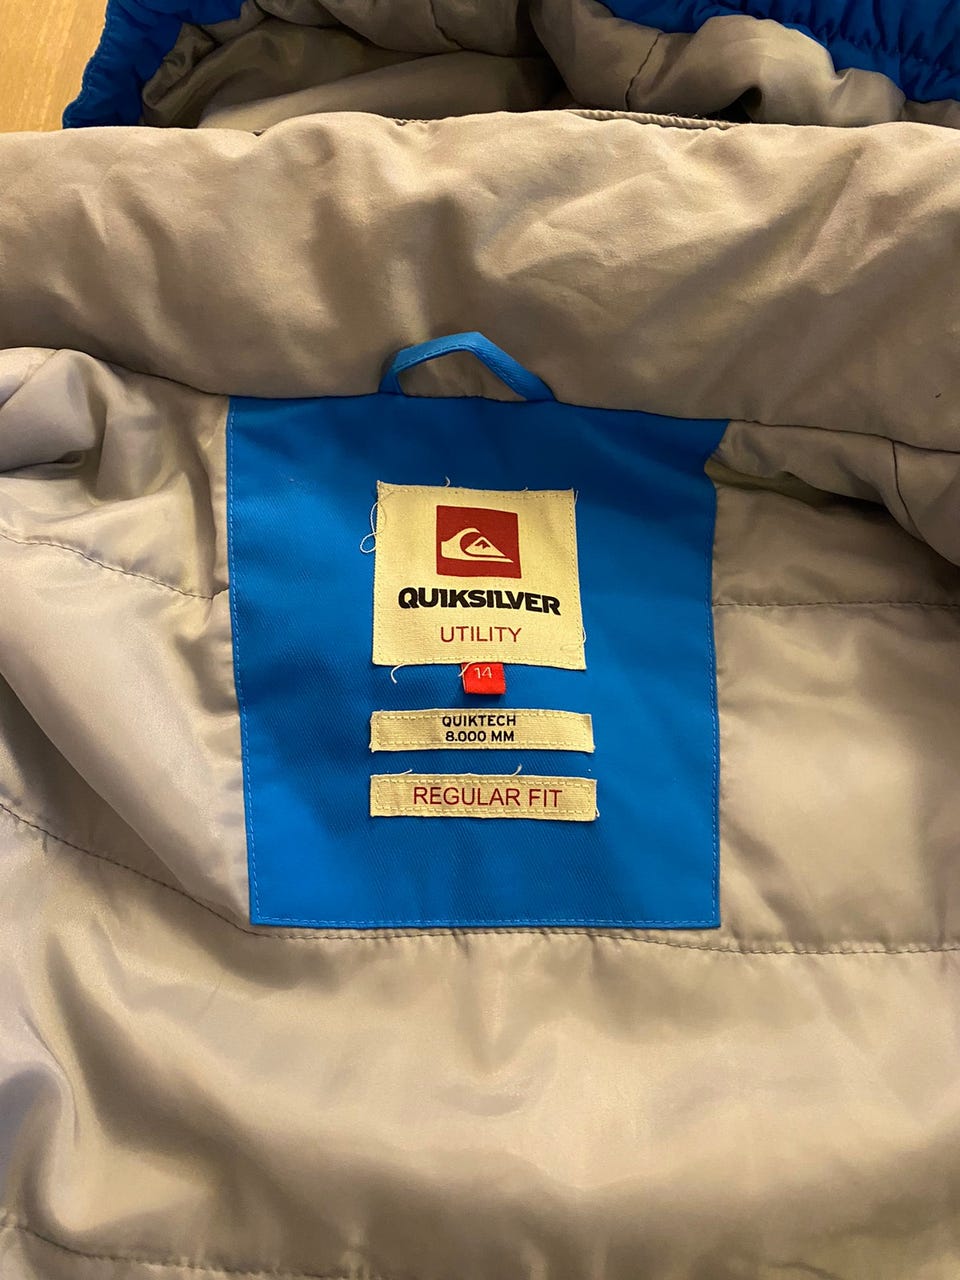 QUIKSILVER
UTILITY
14
QUIKTECH
8.000 MM
REGULAR FIT